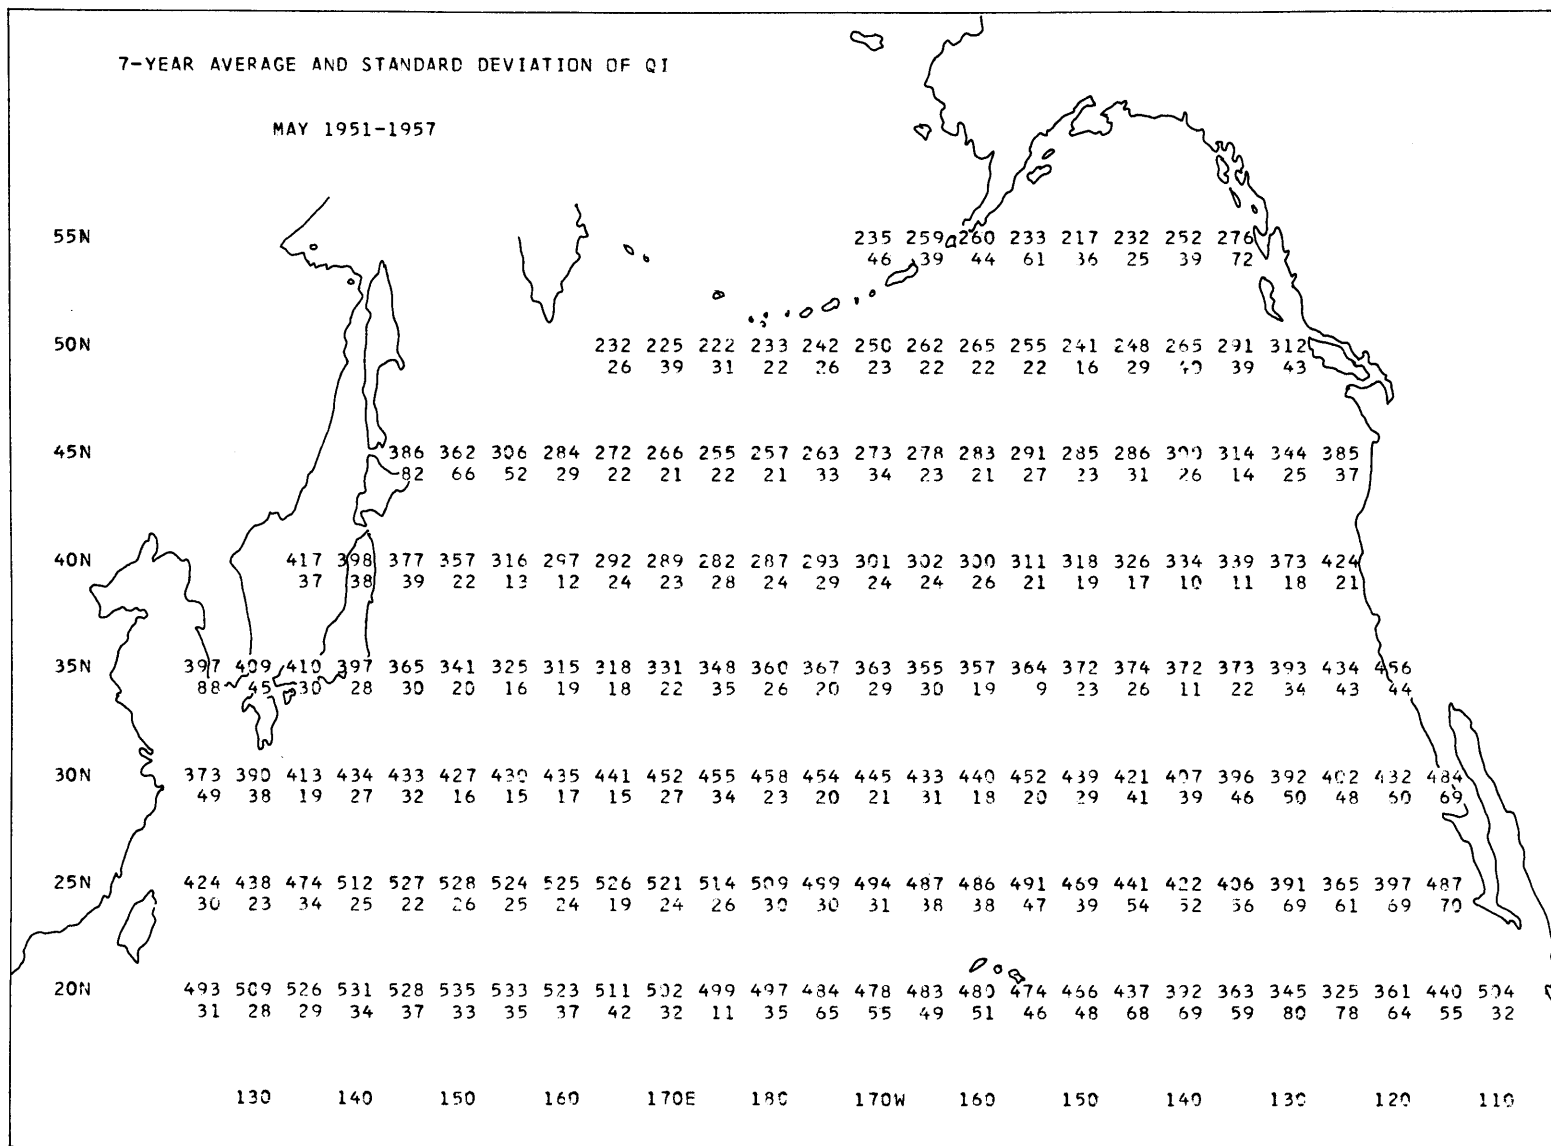 7-YEAR AVERAGE AND STANDARD DEVIATION OF QI
MAY 1951-1957
55N 235 259 260 233 217 232 252 276
46 39 44 61 36 25 39 72
50N 232 225 222 233 242 250 262 265 255 241 248 265 291 312
26 39 31 22 26 23 22 22 22 16 29 40 39 43
45N 386 362 306 284 272 266 255 257 263 273 278 283 291 285 286 300 314 344 385
82 66 52 29 22 21 22 21 33 34 23 21 27 23 31 26 14 25 37
40N 417 398 377 357 316 297 292 289 282 287 293 301 302 300 311 318 326 334 339 373 424
37 38 39 22 13 12 24 23 28 24 29 24 24 26 21 19 17 10 11 18 21
35N 397 409 410 397 365 341 325 315 318 331 348 360 367 363 355 357 364 372 374 372 373 393 434 456
88 45 30 28 30 20 16 19 18 22 35 26 20 29 30 19 9 23 26 11 22 34 43 44
30N 373 390 413 434 433 427 430 435 441 452 455 458 454 445 433 440 452 439 421 407 396 392 402 432 484
49 38 19 27 32 16 15 17 15 27 34 23 20 21 31 18 20 29 41 39 46 50 48 60 69
25N 424 438 474 512 527 528 524 525 526 521 514 509 499 494 487 486 491 469 441 422 406 391 365 397 487
30 23 34 25 22 26 25 24 19 24 26 30 30 31 38 38 47 39 54 52 56 69 61 69 70
20N 493 509 526 531 528 535 533 523 511 502 499 497 484 478 483 480 474 466 437 392 363 345 325 361 440 504
31 28 29 34 37 33 35 37 42 32 11 35 65 55 49 51 46 48 68 69 59 80 78 64 55 32
130 140 150 160 170E 180 170W 160 150 140 130 120 110